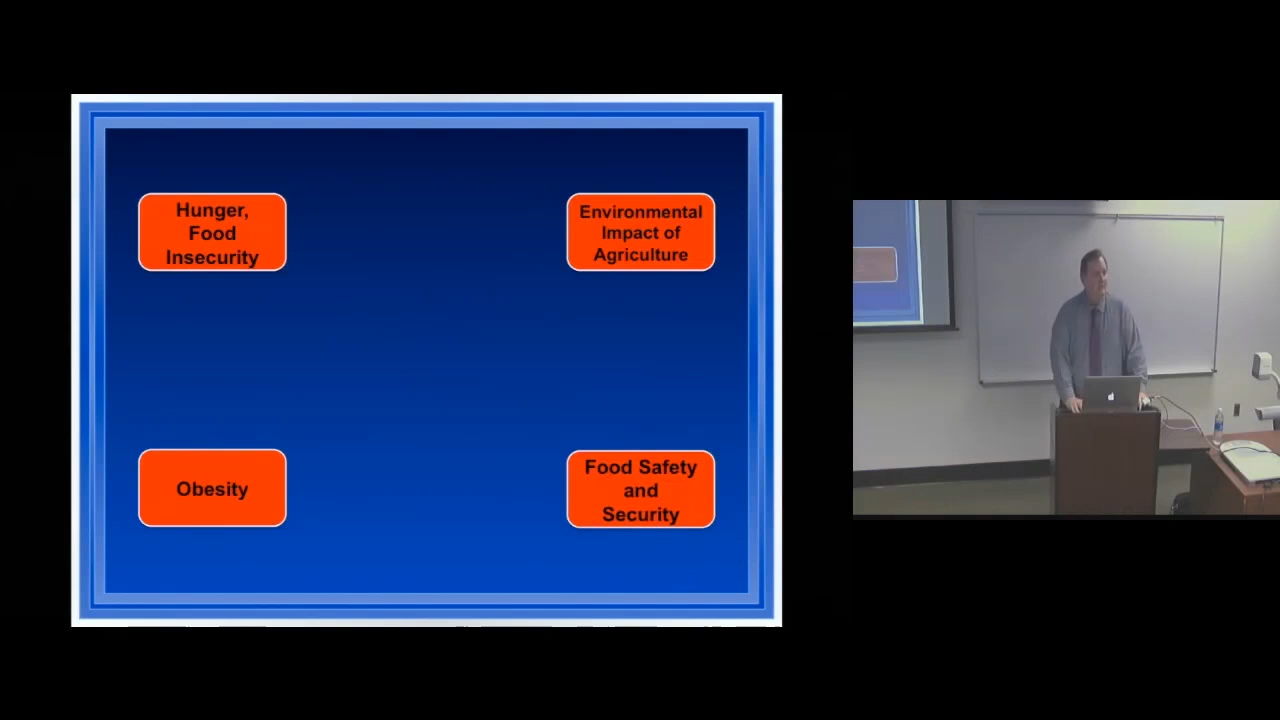 Hunger,
Food
Insecurity
Environmental
Impact of
Agriculture
Obesity
Food Safety
and
Security